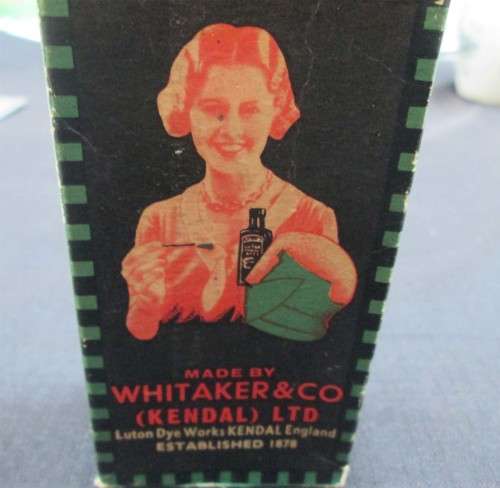 MADE BY
WHITAKER & CO
(KENDAL) LTD
Luton Dye Works KENDAL England
ESTABLISHED 1878